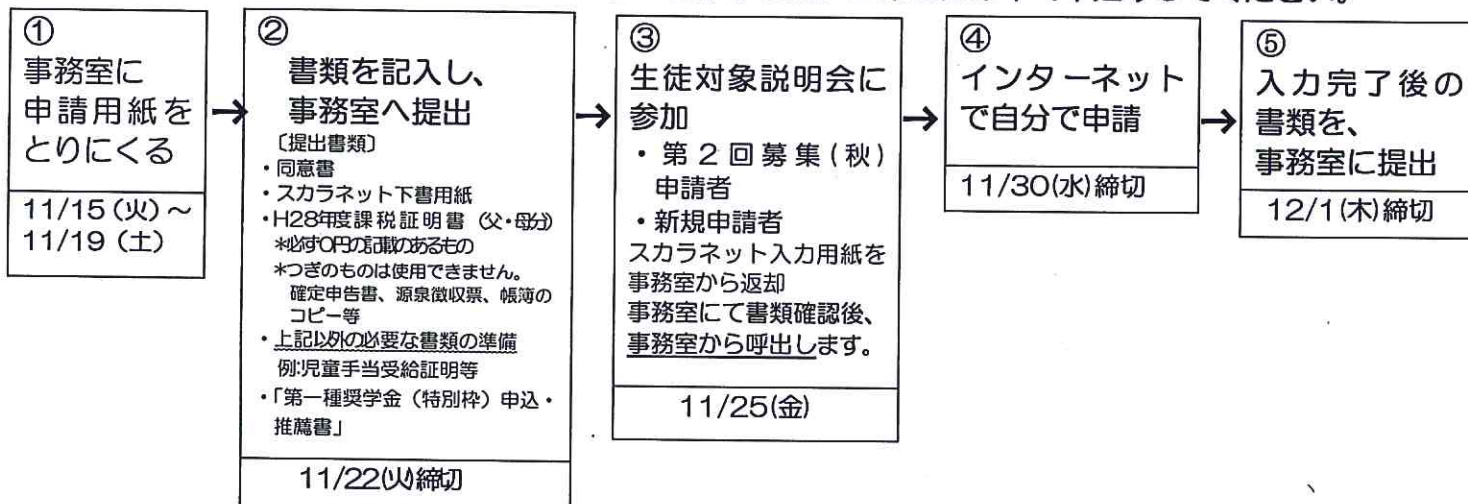 ①
事務室に
申請用紙を
とりにくる
11/15(火)～
11/19(土)
②
書類を記入し、
事務室へ提出
〔提出書類〕
・同意書
・スカラネット下書用紙
・H28年度課税証明書(父・母分)
*必ず0円の記載のあるもの
*つぎのものは使用できません。
確定申告書、源泉徴収票、帳簿の
コピー等
・上記以外の必要な書類の準備
例:児童手当受給証明等
・「第一種奨学金(特別枠)申込・
推薦書」
11/22(火)締切
③
生徒対象説明会に
参加
・第2回募集(秋)
申請者
・新規申請者
スカラネット入力用紙を
事務室から返却
事務室にて書類確認後、
事務室から呼出します。
11/25(金)
④
インターネット
で自分で申請
11/30(水)締切
⑤
入力完了後の
書類を、
事務室に提出
12/1(木)締切